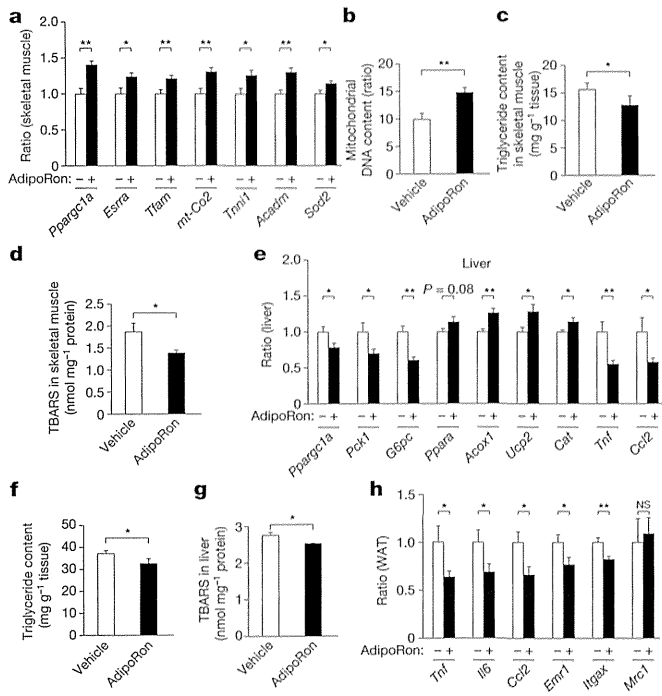 a
2.0
1.5
1.0
0.5
0
Ratio (skeletal muscle)
** * * ** * ** *
AdipoRon: – + – + – + – + – + – + – +
Ppargc1a Esrra Tfam mt-Co2 Tnni1 Acadm Sod2
b
20
15
10
5
0
Mitochondrial
DNA content (ratio)
**
Vehicle AdipoRon
c
20
15
10
5
0
Triglyceride content
in skeletal muscle
(mg g–1 tissue)
*
Vehicle AdipoRon
d
2.5
2.0
1.5
1.0
0.5
0
TBARS in skeletal muscle
(nmol mg–1 protein)
*
Vehicle AdipoRon
e
Liver
2.0
1.5
1.0
0.5
0
Ratio (liver)
* * ** P = 0.08 ** * * ** *
AdipoRon: – + – + – + – + – + – + – + – + – +
Ppargc1a Pck1 G6pc Ppara Acox1 Ucp2 Cat Tnf Ccl2
f
50
40
30
20
10
0
Triglyceride content
(mg g–1 tissue)
*
Vehicle AdipoRon
g
3
2
1
0
TBARS in liver
(nmol mg–1 protein)
*
Vehicle AdipoRon
h
1.5
1.0
0.5
0
Ratio (WAT)
* * * * ** NS
AdipoRon: – + – + – + – + – + – +
Tnf Il6 Ccl2 Emr1 Itgax Mrc1